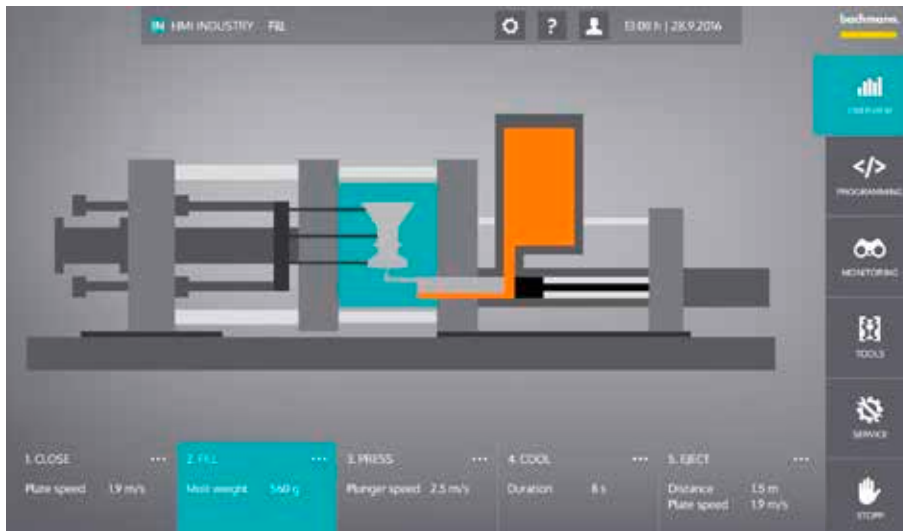 IN HMI INDUSTRY FILL
? 13:08 h | 28.9.2016
bachmann.
OVERVIEW
</>
PROGRAMMING
MONITORING
TOOLS
SERVICE
STOPP
1. CLOSE ...
Plate speed 1.9 m/s
2. FILL ...
Melt weight 560 g
3. PRESS ...
Plunger speed 2.5 m/s
4. COOL ...
Duration 8 s
5. EJECT ...
Distance 1.5 m
Plate speed 1.9 m/s